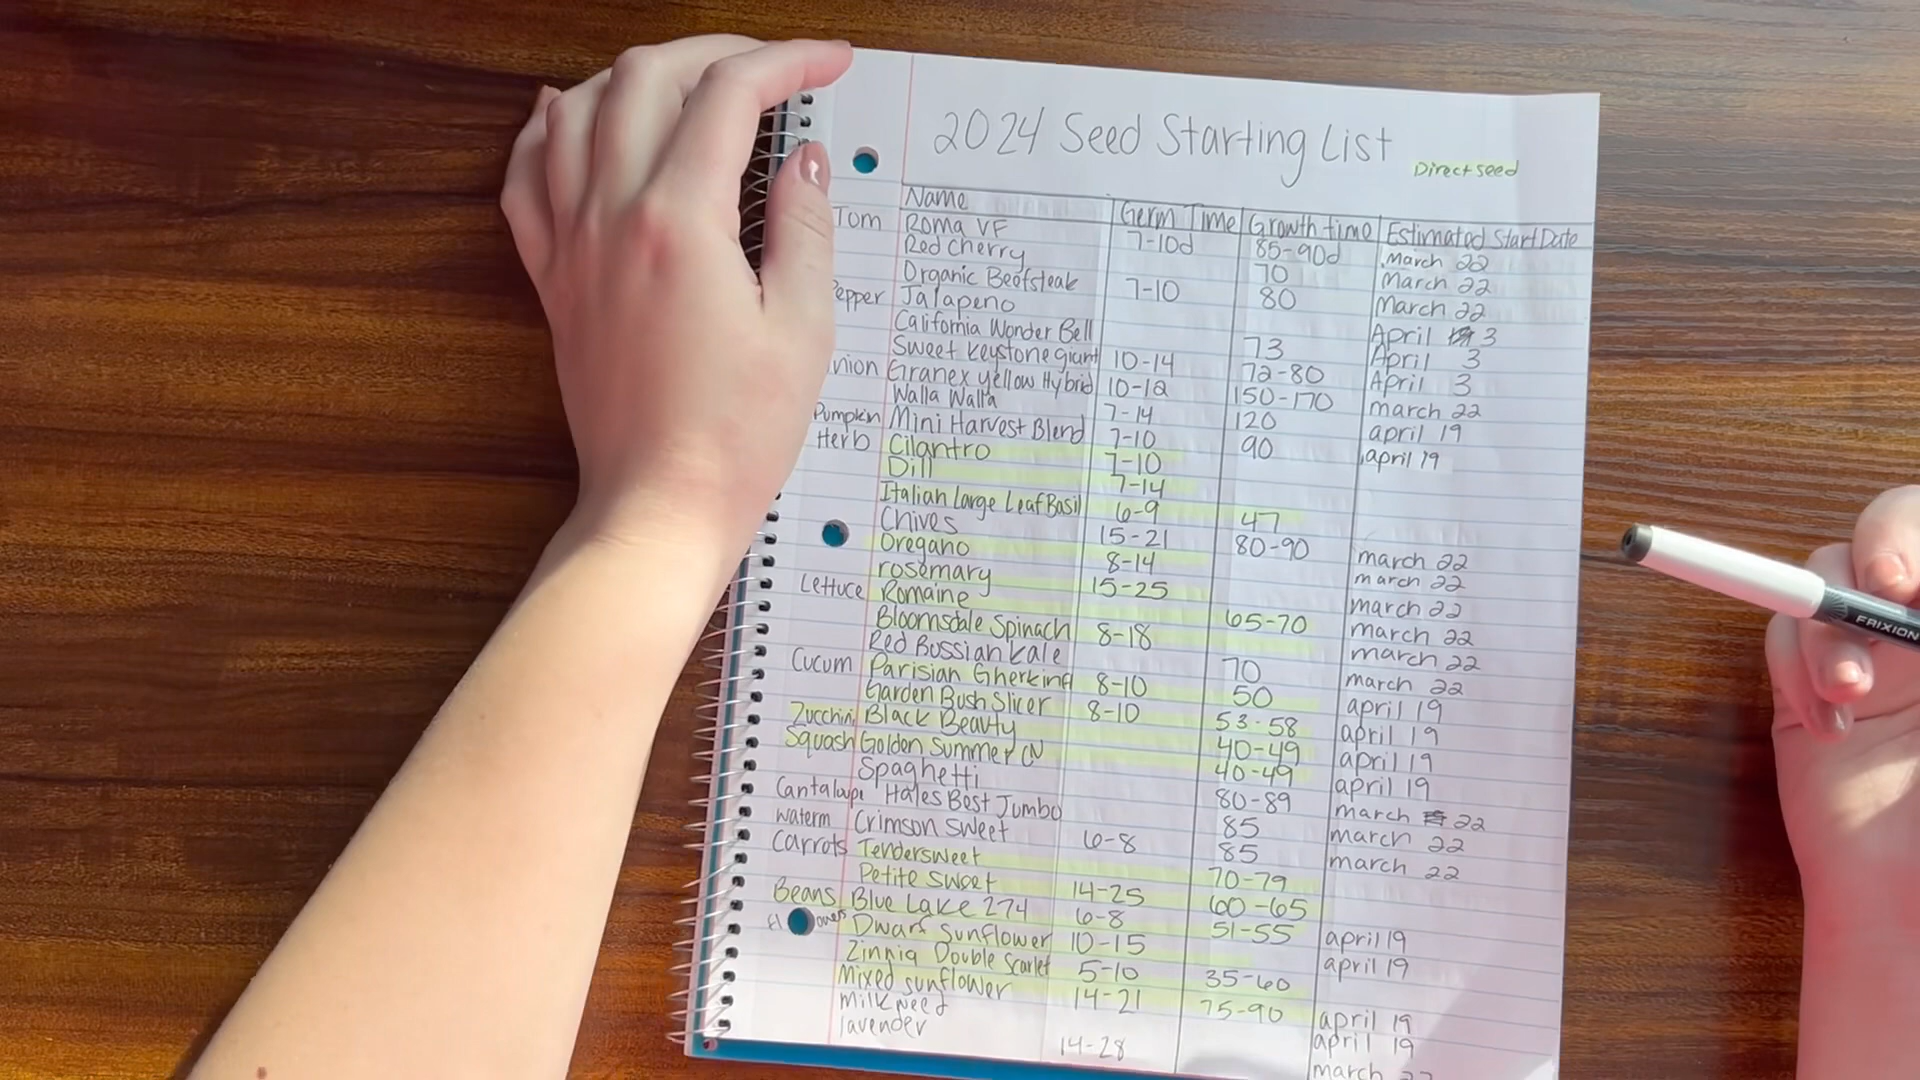 2024 Seed Starting List
Direct seed
Name Germ Time Growth time Estimated Start Date
Tom Roma VF 7-10d 85-90d March 22
Red Cherry 70 March 22
Organic Beefsteak 7-10 80 March 22
epper Jalapeno April 3
California Wonder Bell 73 April 3
Sweet Keystone giant 10-14 72-80 April 3
nion Granex yellow Hybrid 10-12 150-170 march 22
Walla Walla 7-14 120 april 19
Pumpkin Mini Harvest Blend 7-10 90 april 19
Herb Cilantro 7-10
Dill 7-14
Italian Large Leaf Basil 6-9 47
Chives 15-21 80-90 march 22
Oregano 8-14 march 22
rosemary 15-25 march 22
Lettuce Romaine 65-70 march 22
Bloomsdale Spinach 8-18 march 22
Red Russian Kale 70 march 22
Cucum Parisian Gherkin 8-10 50 april 19
Garden Bush Slicer 8-10 53-58 april 19
Zucchini Black Beauty 40-49 april 19
Squash Golden Summer CN 40-49 april 19
Spaghetti 80-89 march 22
Cantalaupe Hales Best Jumbo 85 march 22
waterm Crimson Sweet 6-8 85 march 22
Carrots Tendersweet 70-79
Petite Sweet 14-25 60-65
Beans Blue Lake 274 6-8 51-55 april 19
fl owers Dwarf Sunflower 10-15 april 19
Zinnia Double Scarlet 5-10 35-60
Mixed sunflower 14-21 75-90 april 19
milkweed april 19
lavender 14-28 march 22
FRIXION